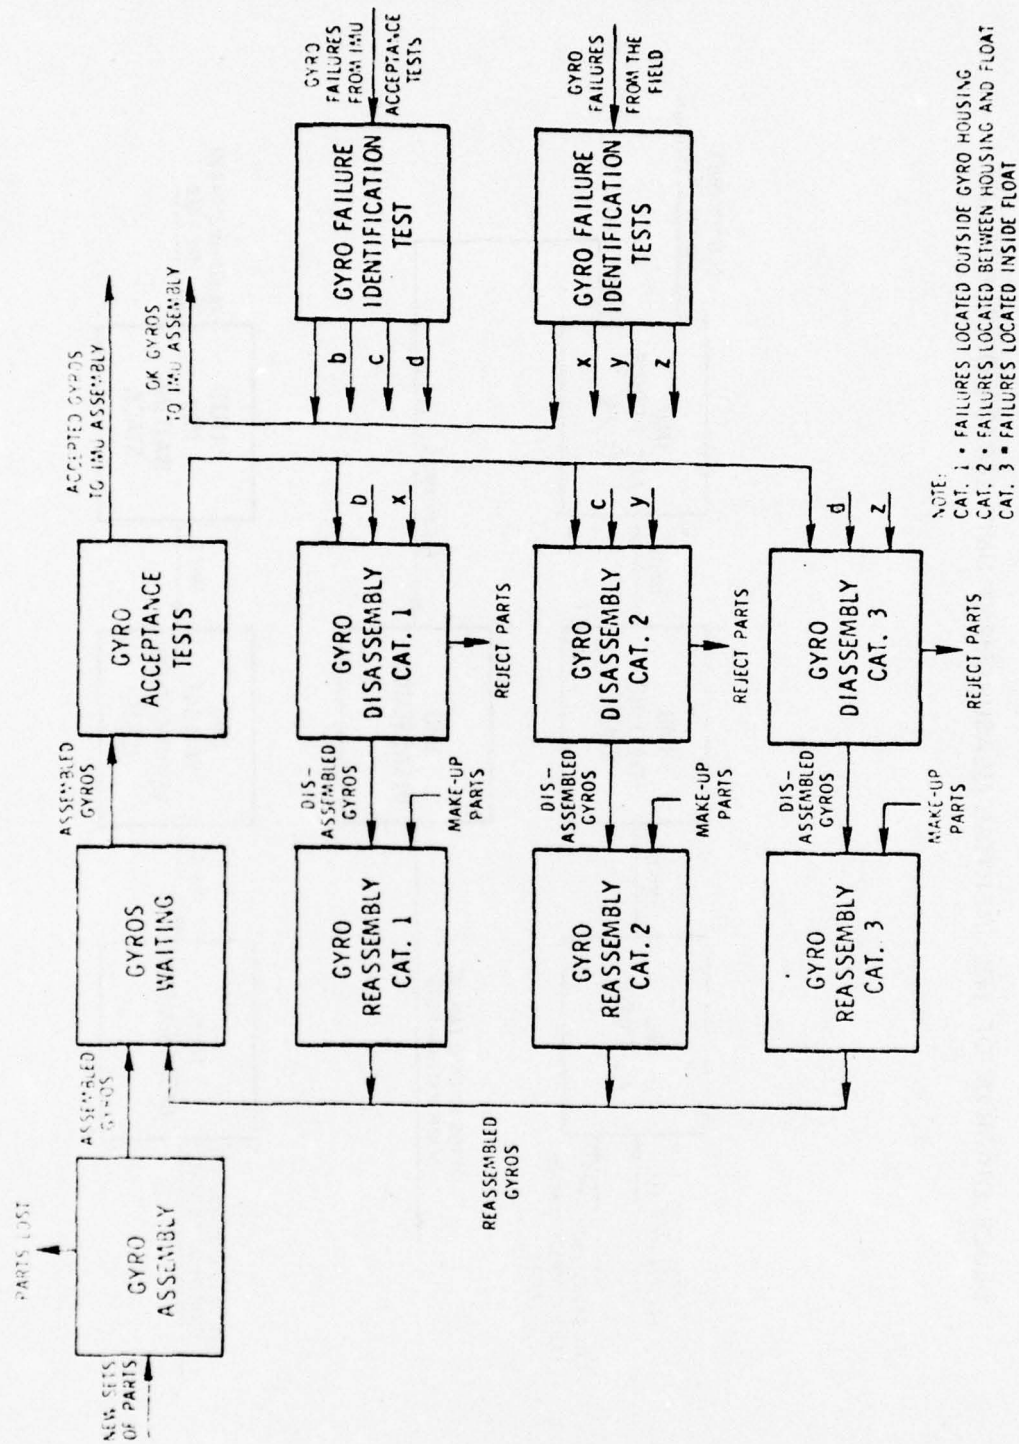 NEW SETS
OF PARTS
GYRO
ASSEMBLY
PARTS LOST
ASSEMBLED
GYROS
GYROS
WAITING
ASSEMBLED
GYROS
GYRO
ACCEPTANCE
TESTS
ACCEPTED GYROS
TO IMU ASSEMBLY
OK GYROS
TO IMU ASSEMBLY
REASSEMBLED
GYROS
GYRO
REASSEMBLY
CAT. 1
DIS-
ASSEMBLED
GYROS
MAKE-UP
PARTS
GYRO
DISASSEMBLY
CAT. 1
b
x
REJECT PARTS
b
c
d
GYRO FAILURE
IDENTIFICATION
TEST
GYRO
FAILURES
FROM IMU
ACCEPTANCE
TESTS
GYRO
REASSEMBLY
CAT. 2
DIS-
ASSEMBLED
GYROS
MAKE-UP
PARTS
GYRO
DISASSEMBLY
CAT. 2
c
y
REJECT PARTS
x
y
z
GYRO FAILURE
IDENTIFICATION
TESTS
GYRO
FAILURES
FROM THE
FIELD
GYRO
REASSEMBLY
CAT. 3
DIS-
ASSEMBLED
GYROS
MAKE-UP
PARTS
GYRO
DIASSEMBLY
CAT. 3
d
z
REJECT PARTS
NOTE:
CAT. 1 = FAILURES LOCATED OUTSIDE GYRO HOUSING
CAT. 2 = FAILURES LOCATED BETWEEN HOUSING AND FLOAT
CAT. 3 = FAILURES LOCATED INSIDE FLOAT